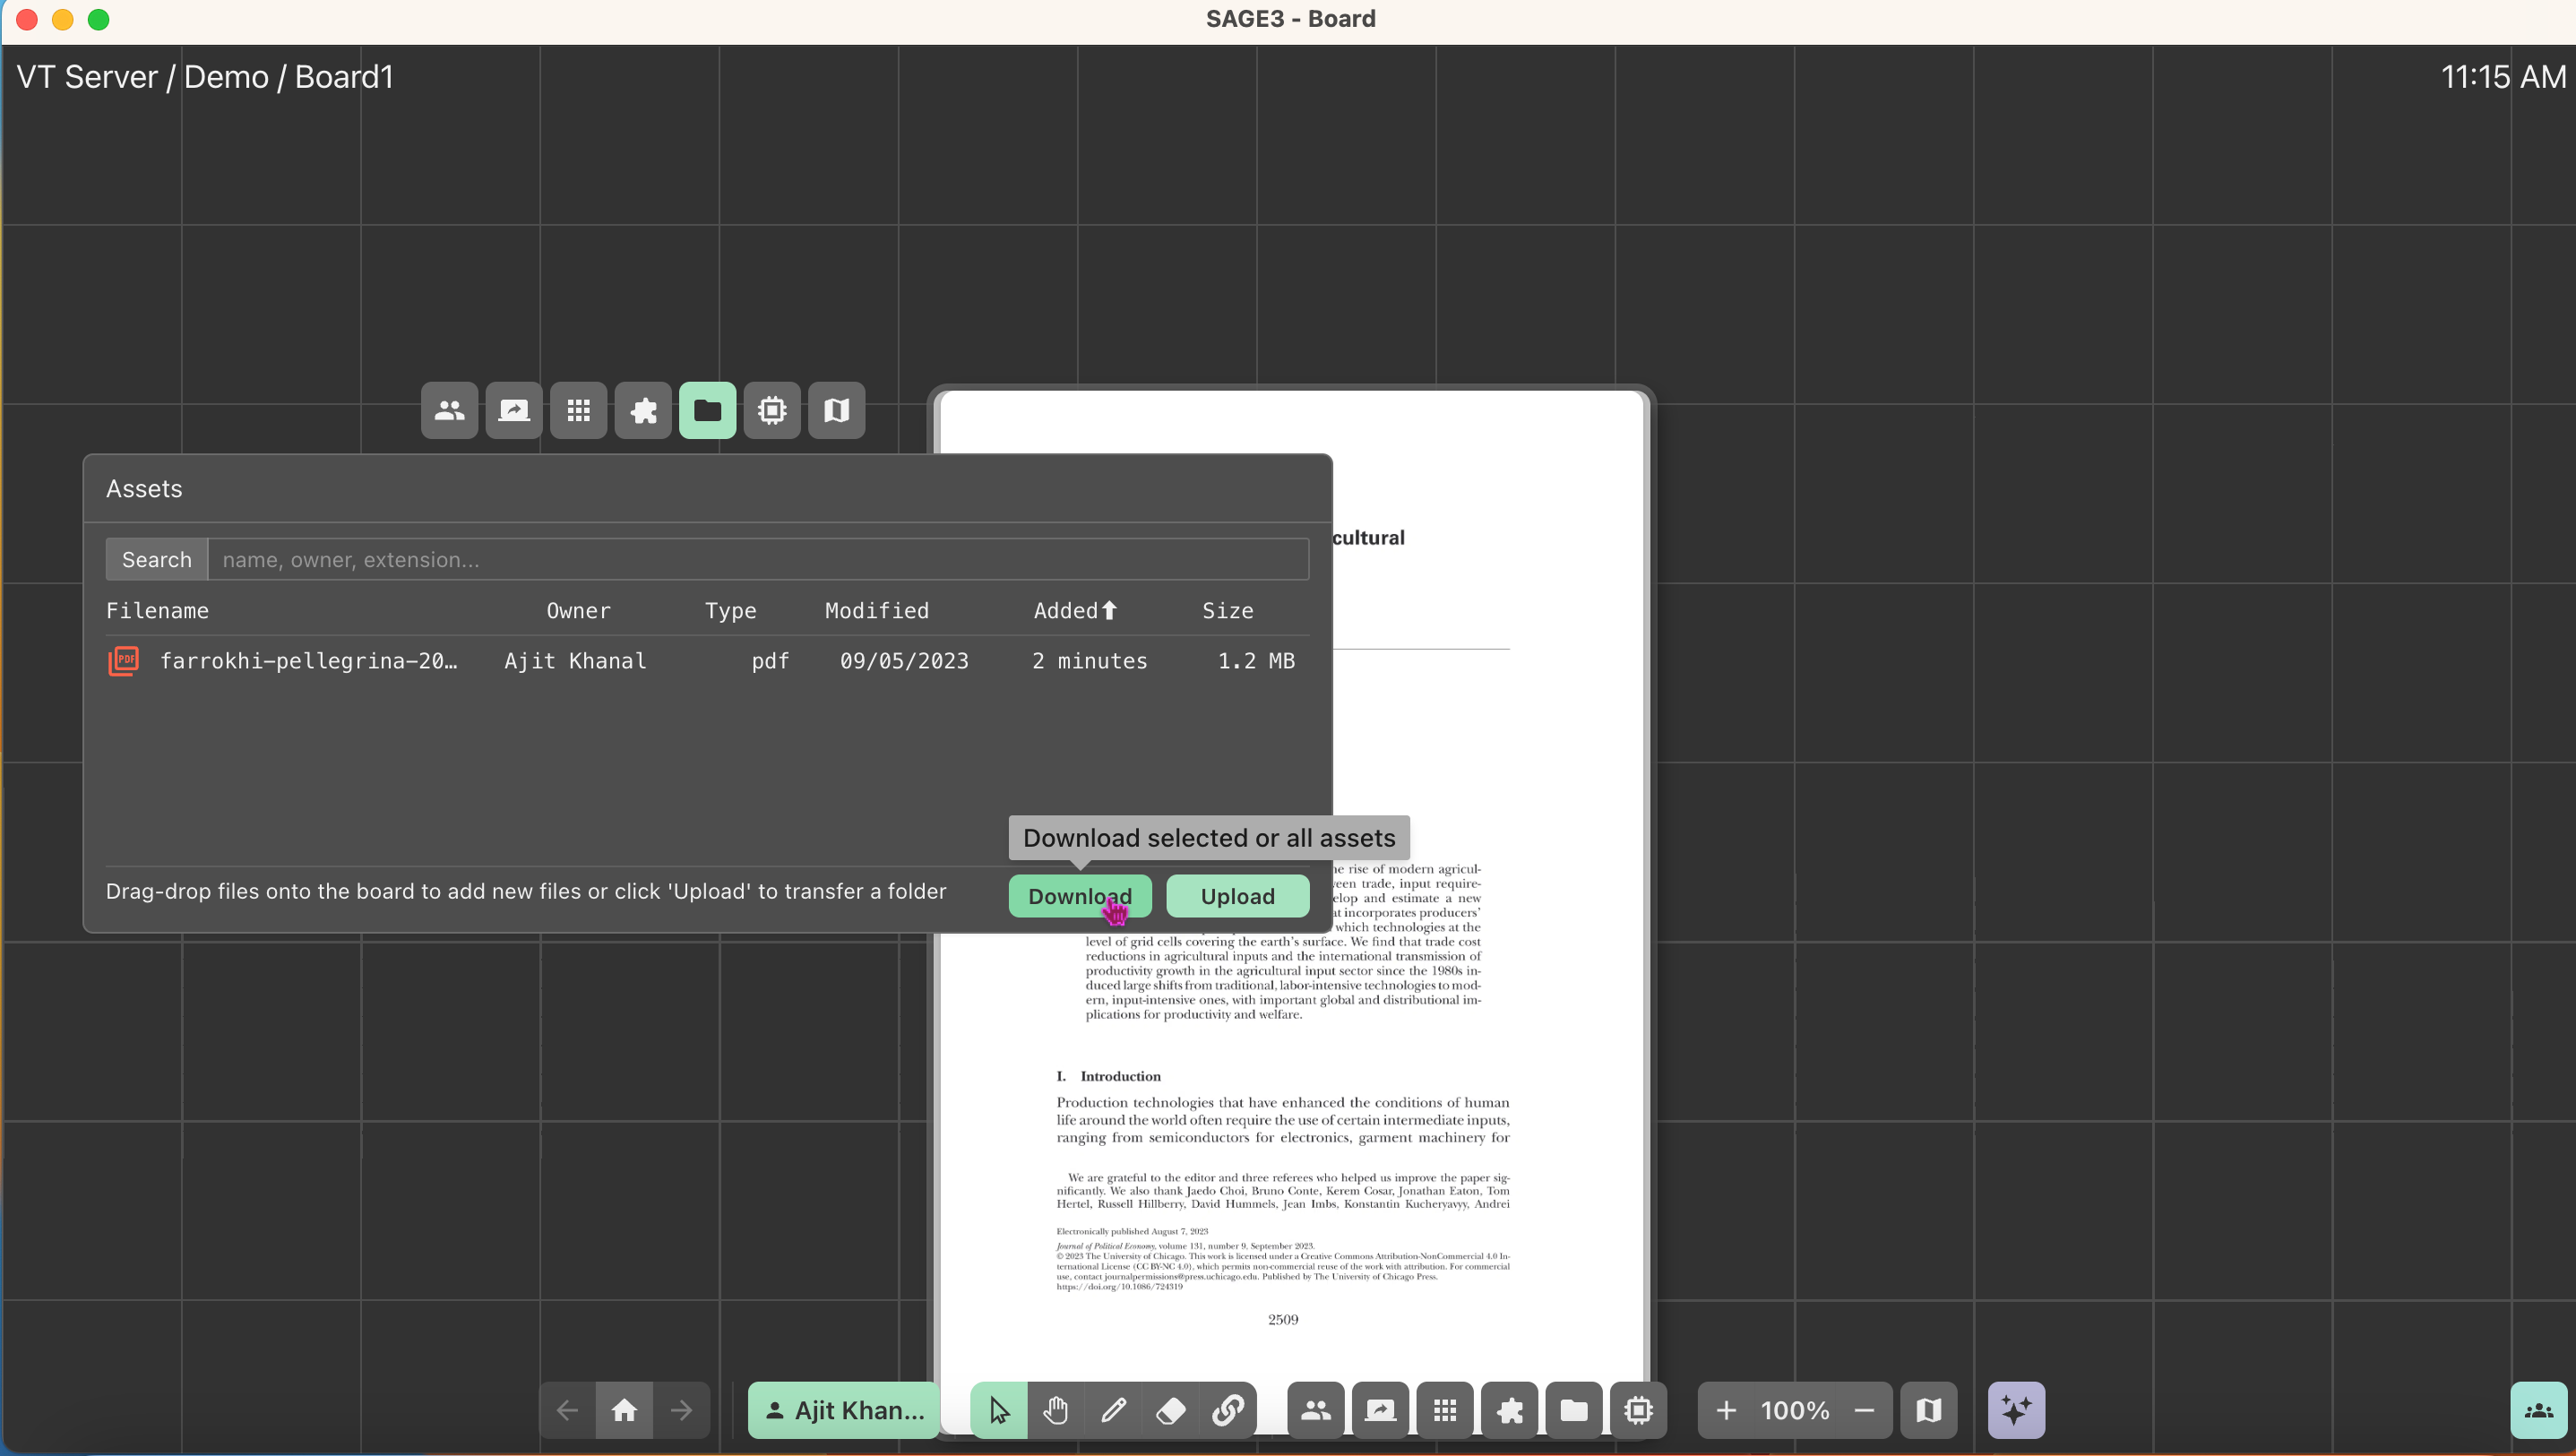 SAGE3 - Board
VT Server / Demo / Board1
11:15 AM
Assets
Search name, owner, extension...
Filename Owner Type Modified Added Size
PDF farrokhi-pellegrina-20… Ajit Khanal pdf 09/05/2023 2 minutes 1.2 MB
Download selected or all assets
Drag-drop files onto the board to add new files or click 'Upload' to transfer a folder
Download Upload
cultural
he rise of modern agricul-
een trade, input require-
elop and estimate a new
at incorporates producers'
which technologies at the
level of grid cells covering the earth's surface. We find that trade cost
reductions in agricultural inputs and the international transmission of
productivity growth in the agricultural input sector since the 1980s in-
duced large shifts from traditional, labor-intensive technologies to mod-
ern, input-intensive ones, with important global and distributional im-
plications for productivity and welfare.
I. Introduction
Production technologies that have enhanced the conditions of human
life around the world often require the use of certain intermediate inputs,
ranging from semiconductors for electronics, garment machinery for
We are grateful to the editor and three referees who helped us improve the paper sig-
nificantly. We also thank Jaedo Choi, Bruno Conte, Kerem Cosar, Jonathan Eaton, Tom
Hertel, Russell Hillberry, David Hummels, Jean Imbs, Konstantin Kucheryavyy, Andrei
Electronically published August 7, 2023
Journal of Political Economy, volume 131, number 9, September 2023.
© 2023 The University of Chicago. This work is licensed under a Creative Commons Attribution-NonCommercial 4.0 In-
ternational License (CC BY-NC 4.0), which permits non-commercial reuse of the work with attribution. For commercial
use, contact journalpermissions@press.uchicago.edu. Published by The University of Chicago Press.
https://doi.org/10.1086/724319
2509
Ajit Khan...
100%